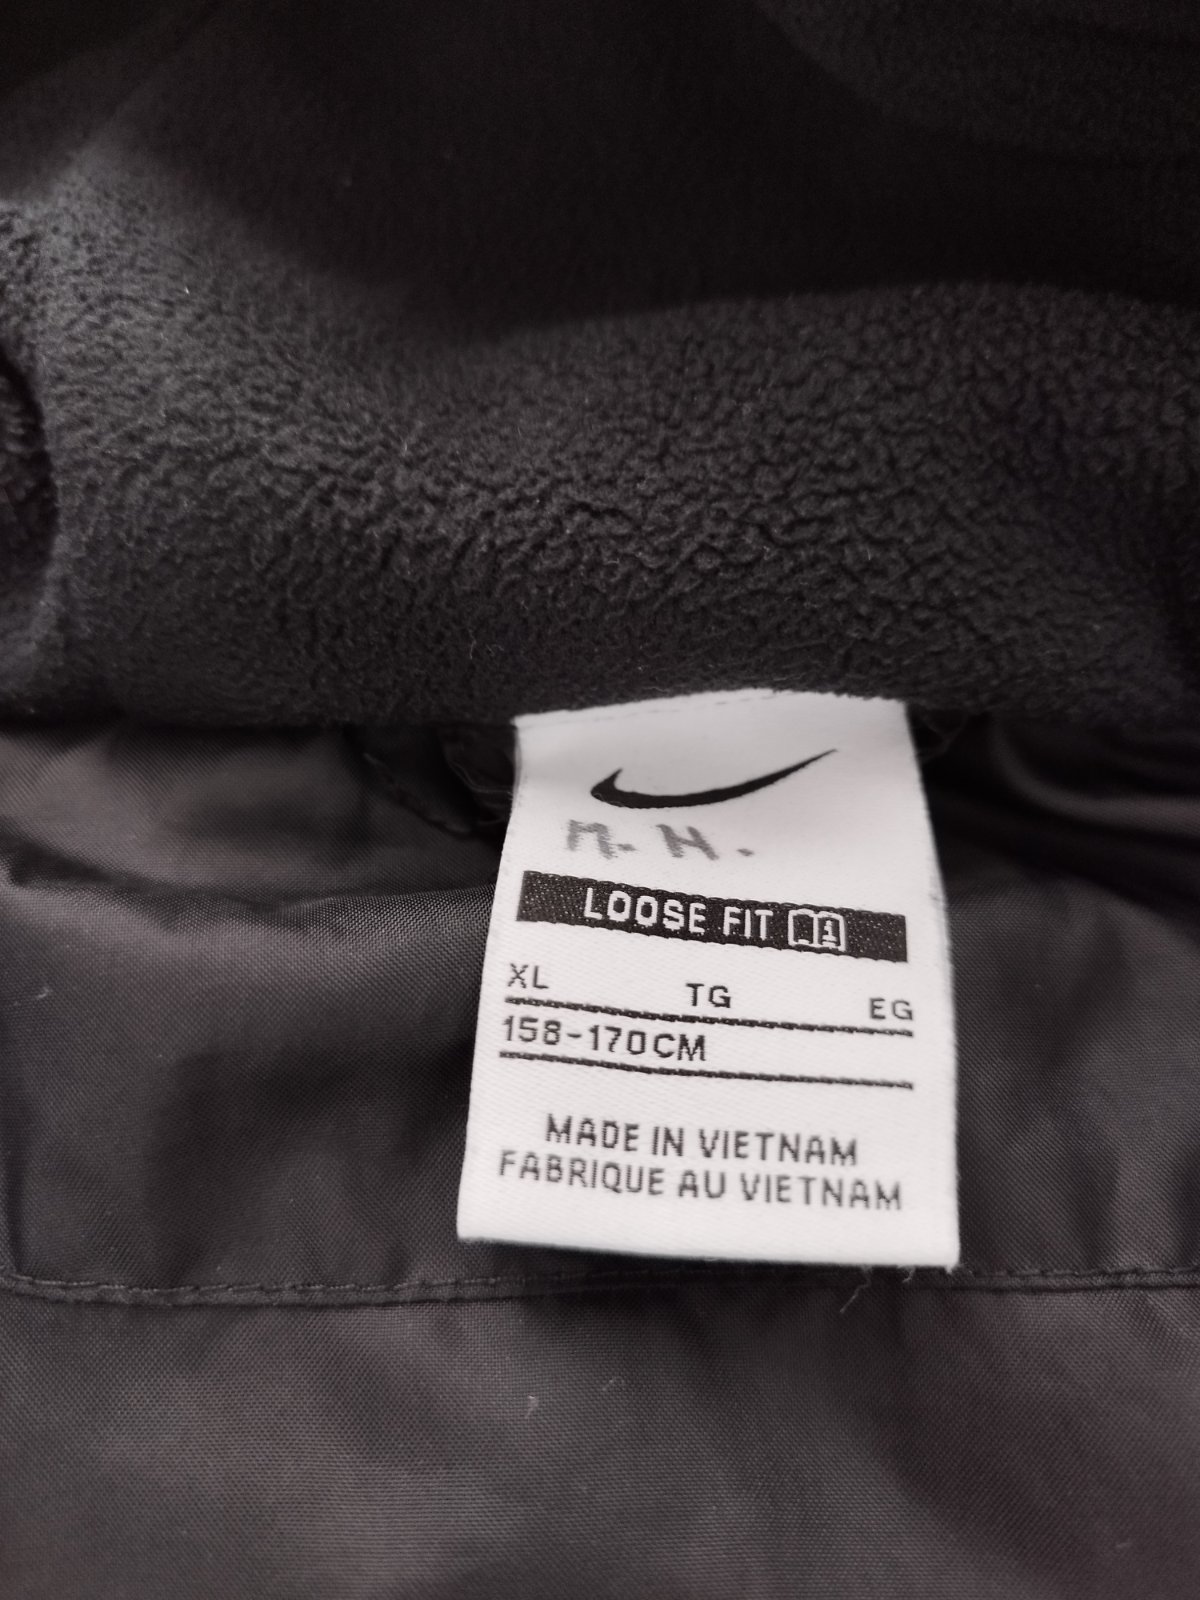 M. H.
LOOSE FIT
XL TG EG
158-170CM
MADE IN VIETNAM
FABRIQUE AU VIETNAM